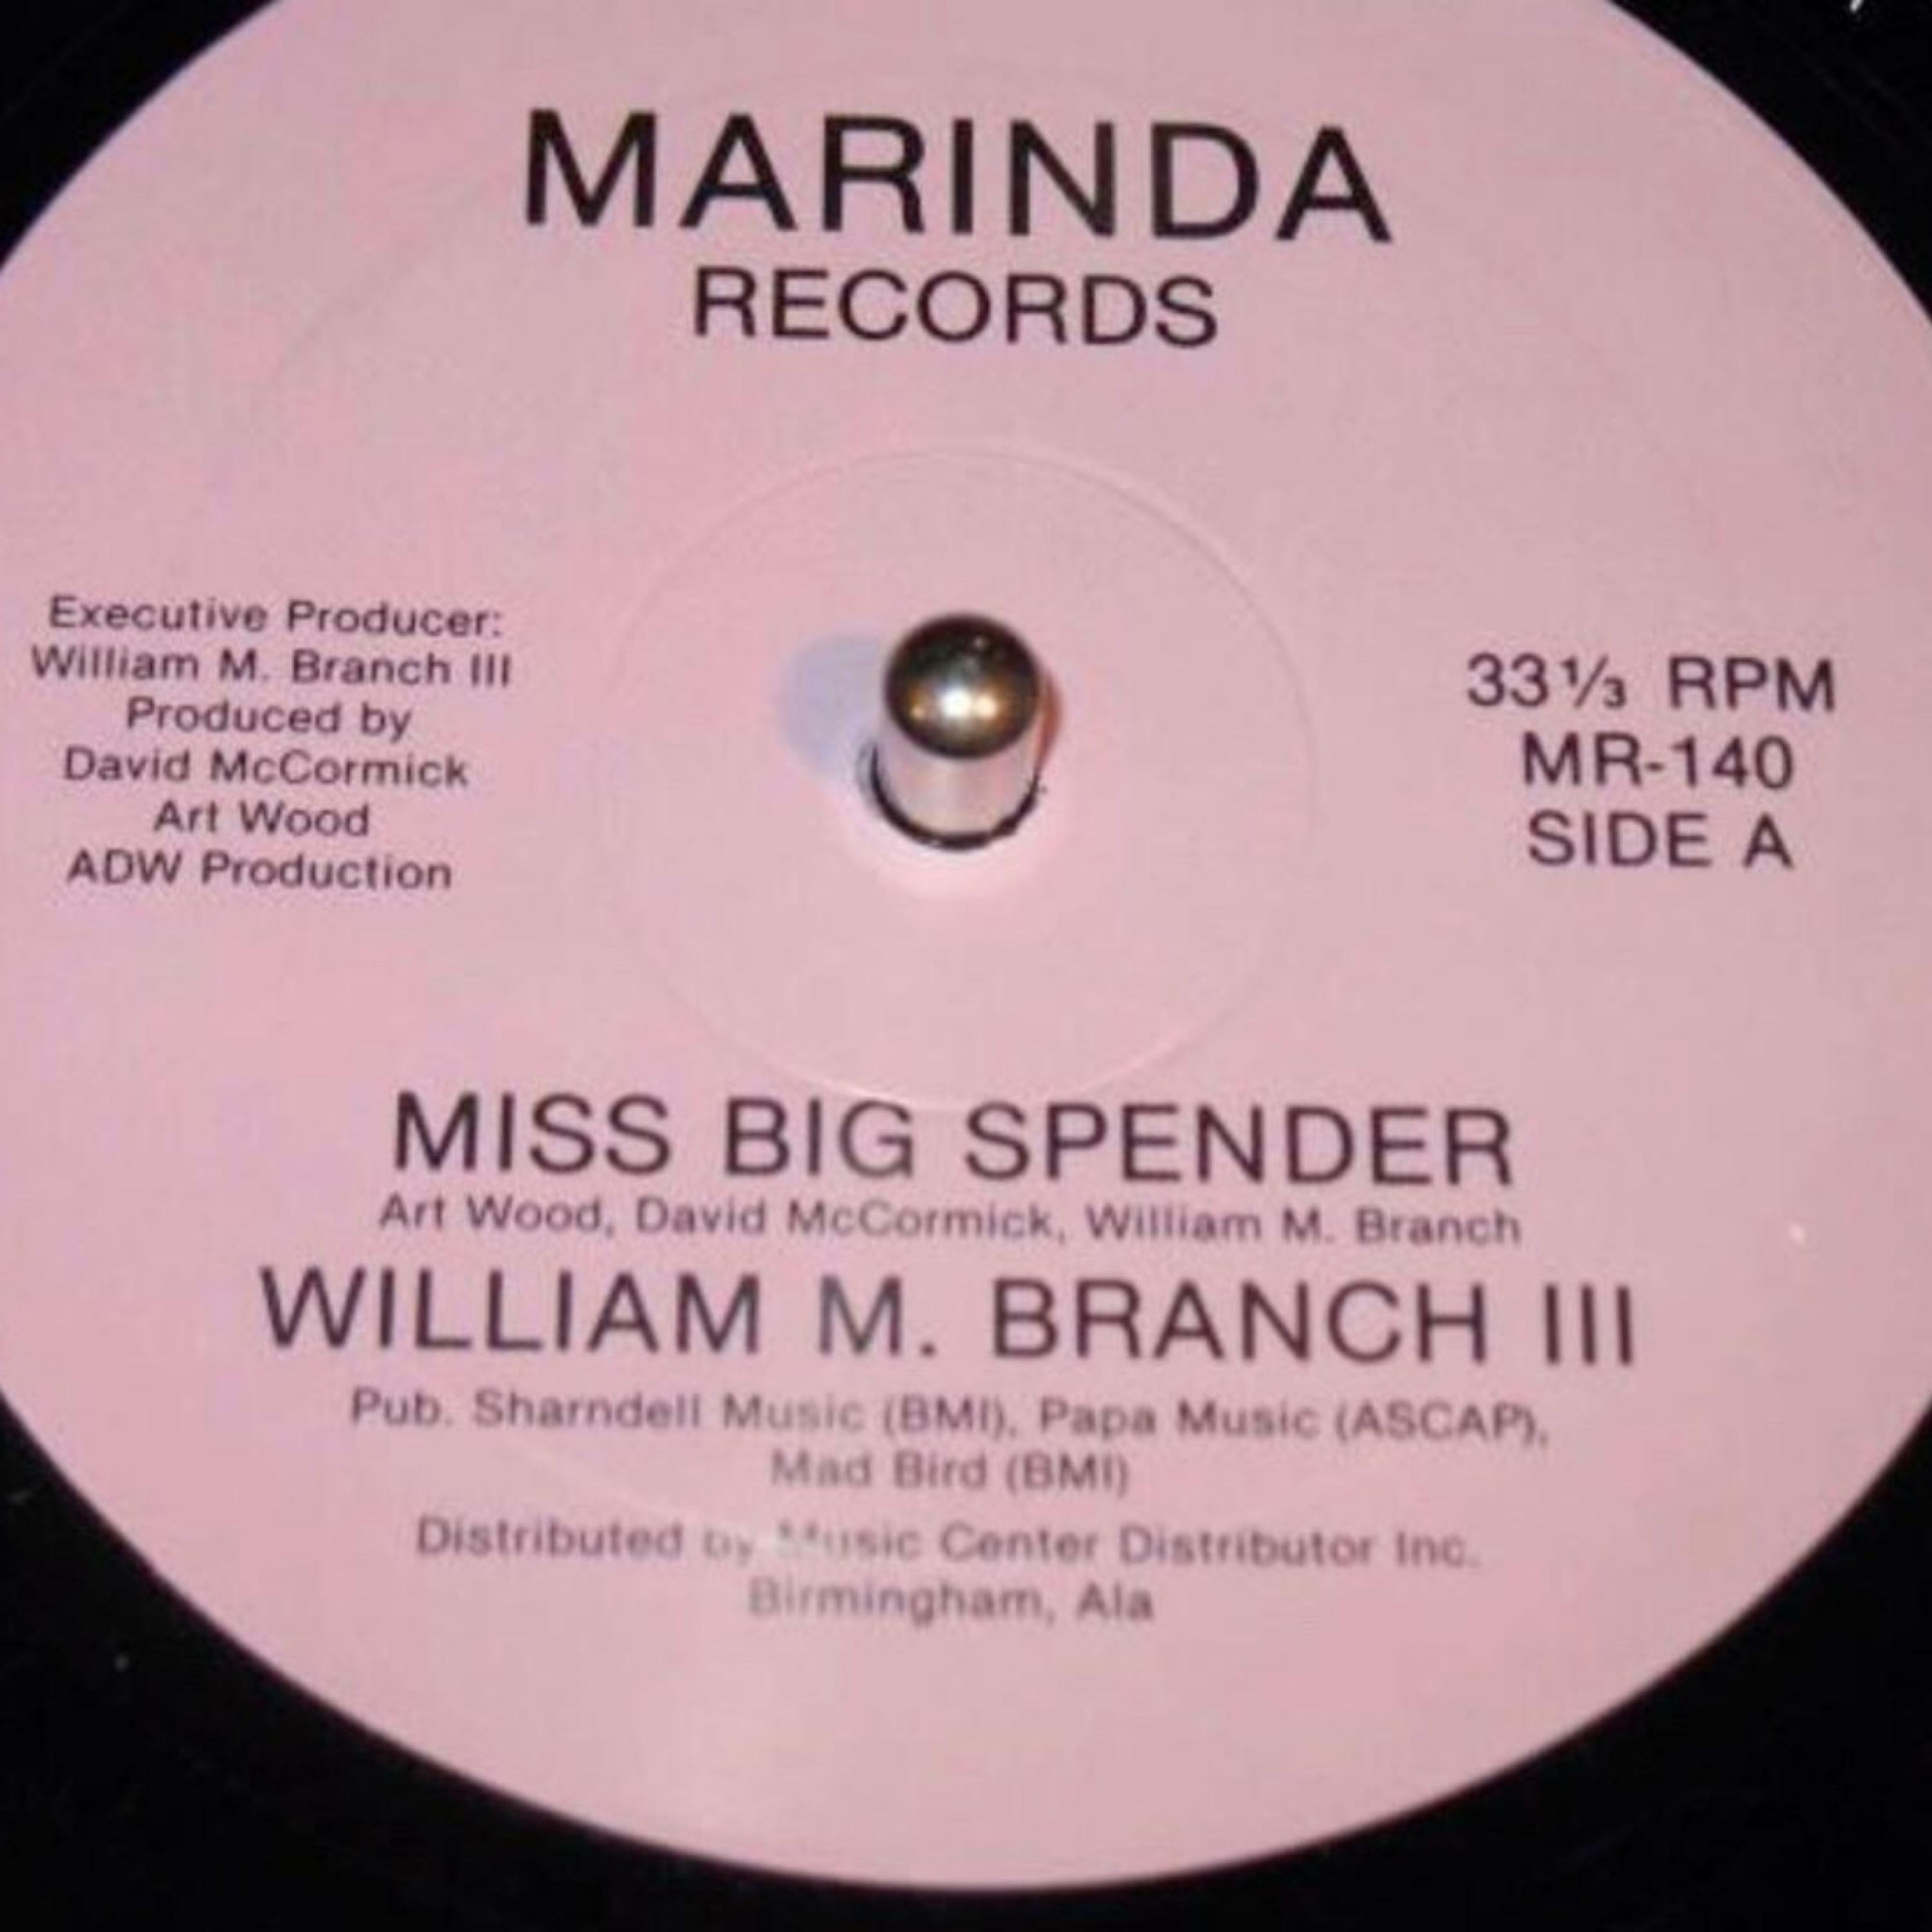 MARINDA
RECORDS
Executive Producer:
William M. Branch III
Produced by
David McCormick
Art Wood
ADW Production
33⅓ RPM
MR-140
SIDE A
MISS BIG SPENDER
Art Wood, David McCormick, William M. Branch
WILLIAM M. BRANCH III
Pub. Sharndell Music (BMI), Papa Music (ASCAP),
Mad Bird (BMI)
Distributed by Music Center Distributor Inc.
Birmingham, Ala